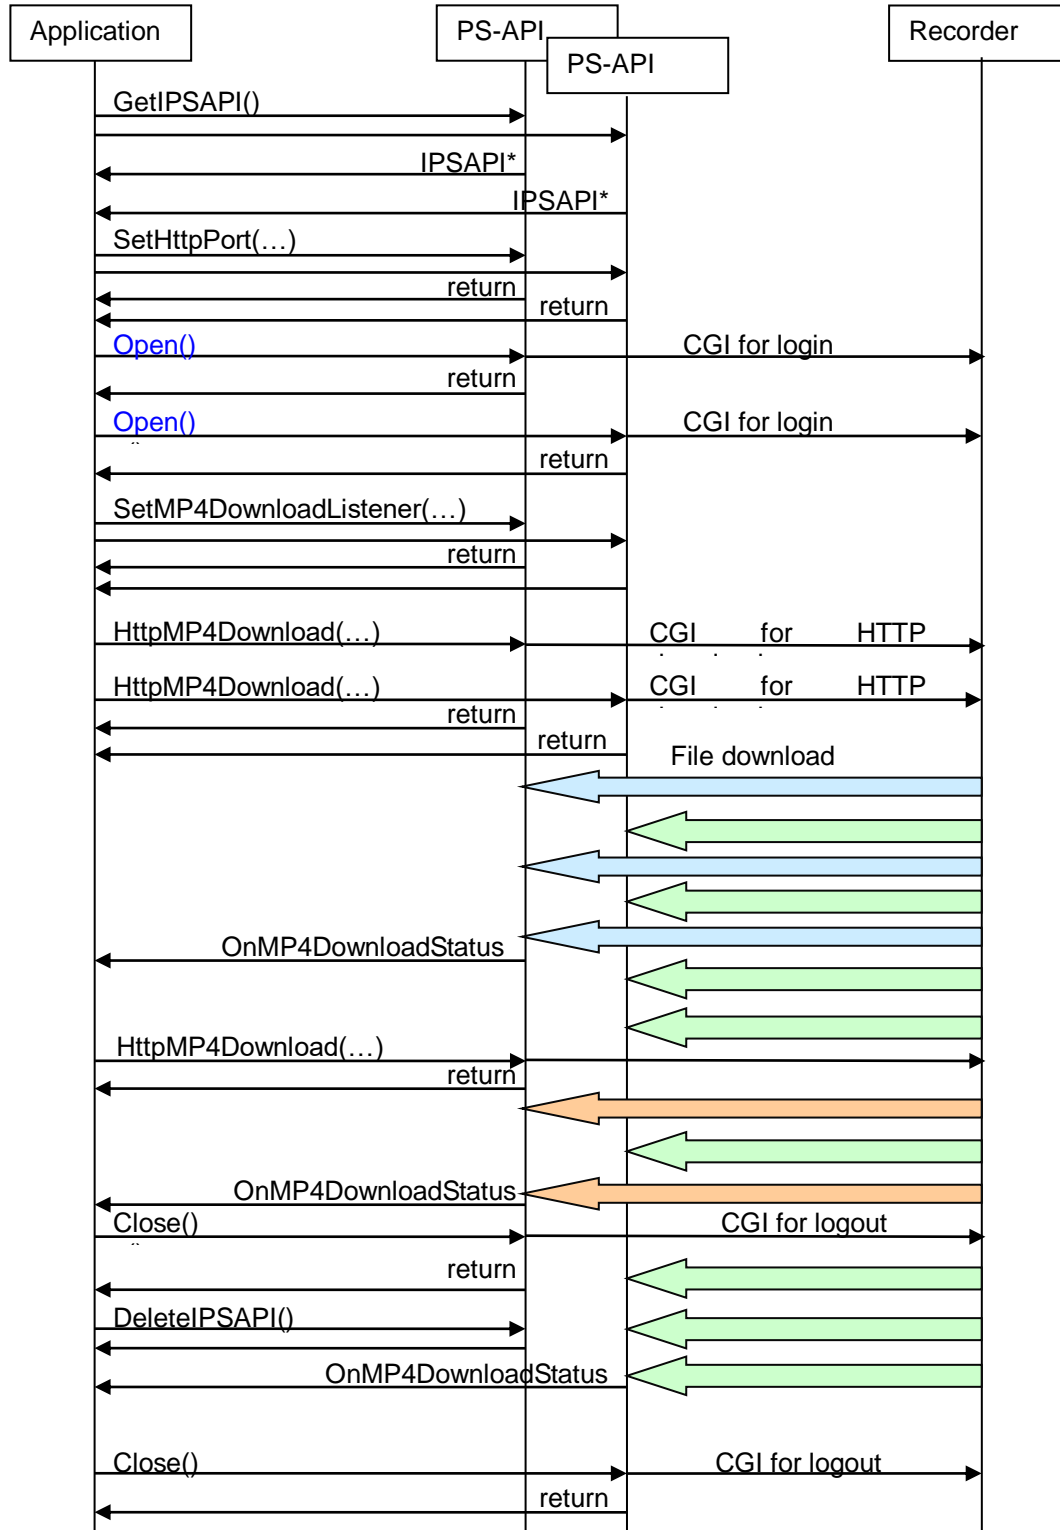 Application
PS-API
Recorder
PS-API
GetIPSAPI()
IPSAPI*
IPSAPI*
SetHttpPort(…)
return
return
Open()
CGI for login
return
Open()
CGI for login
return
SetMP4DownloadListener(…)
return
HttpMP4Download(…)
CGI for HTTP
HttpMP4Download(…)
CGI for HTTP
return
return
File download
OnMP4DownloadStatus
HttpMP4Download(…)
return
OnMP4DownloadStatus
Close()
CGI for logout
return
DeleteIPSAPI()
OnMP4DownloadStatus
Close()
CGI for logout
return